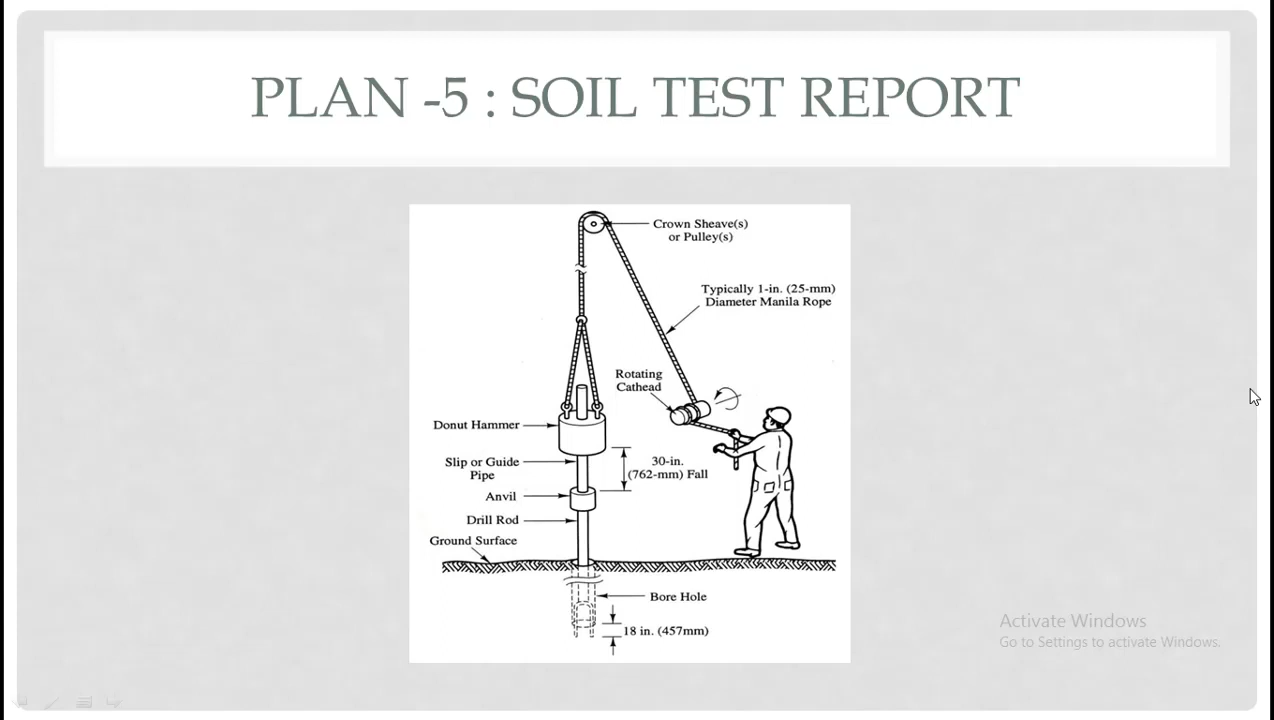 PLAN -5 : SOIL TEST REPORT
Crown Sheave(s)
or Pulley(s)
Typically 1-in. (25-mm)
Diameter Manila Rope
Rotating
Cathead
Donut Hammer
Slip or Guide
Pipe
30-in.
(762-mm) Fall
Anvil
Drill Rod
Ground Surface
Bore Hole
18 in. (457mm)
Activate Windows
Go to Settings to activate Windows.